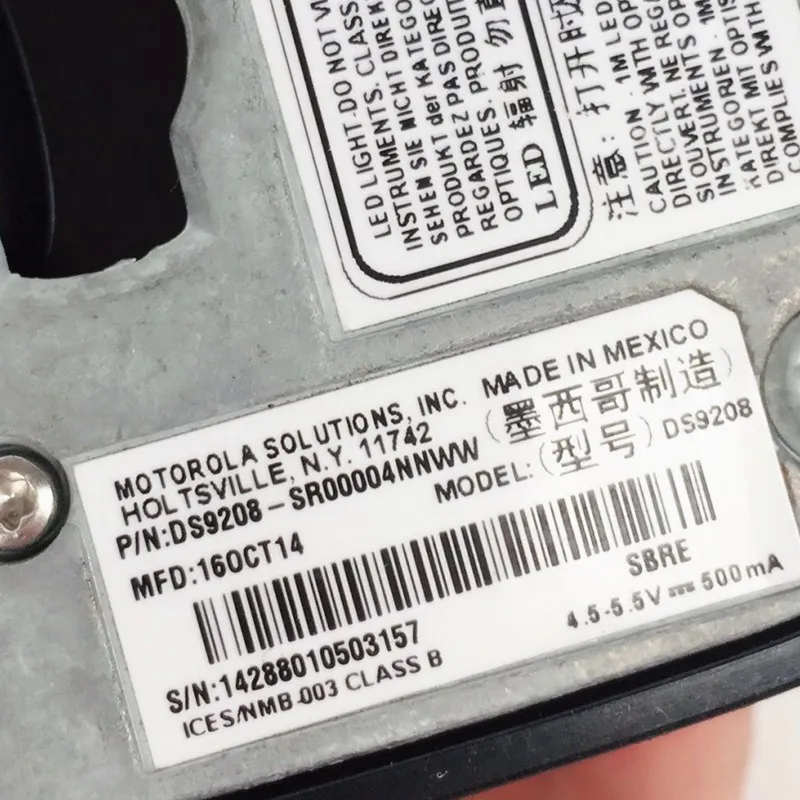 LED LIGHT-DO NOT
INSTRUMENTS. CLASS
SEHEN SIE NICHT DIREKT
PRODUKT der KATEGO
REGARDEZ PAS DIREC
OPTIQUES. PRODUIT
LED 辐射 勿直
注意: 打开时
CAUTION - 1M LED
DIRECTLY WITH OP
SI OUVERT. NE REGA
INSTRUMENTS OP
KATEGORIEN . 1M
DIREKT MIT OPTIS
COMPLIES WITH
MOTOROLA SOLUTIONS, INC. MADE IN MEXICO
HOLTSVILLE, N.Y. 11742 (墨西哥制造)
P/N:DS9208-SR00004NNWW
MODEL: (型号) DS9208
MFD:16OCT14
SBRE
4.5-5.5V ⎓ 500mA
S/N:14288010503157
ICES/NMB-003 CLASS B